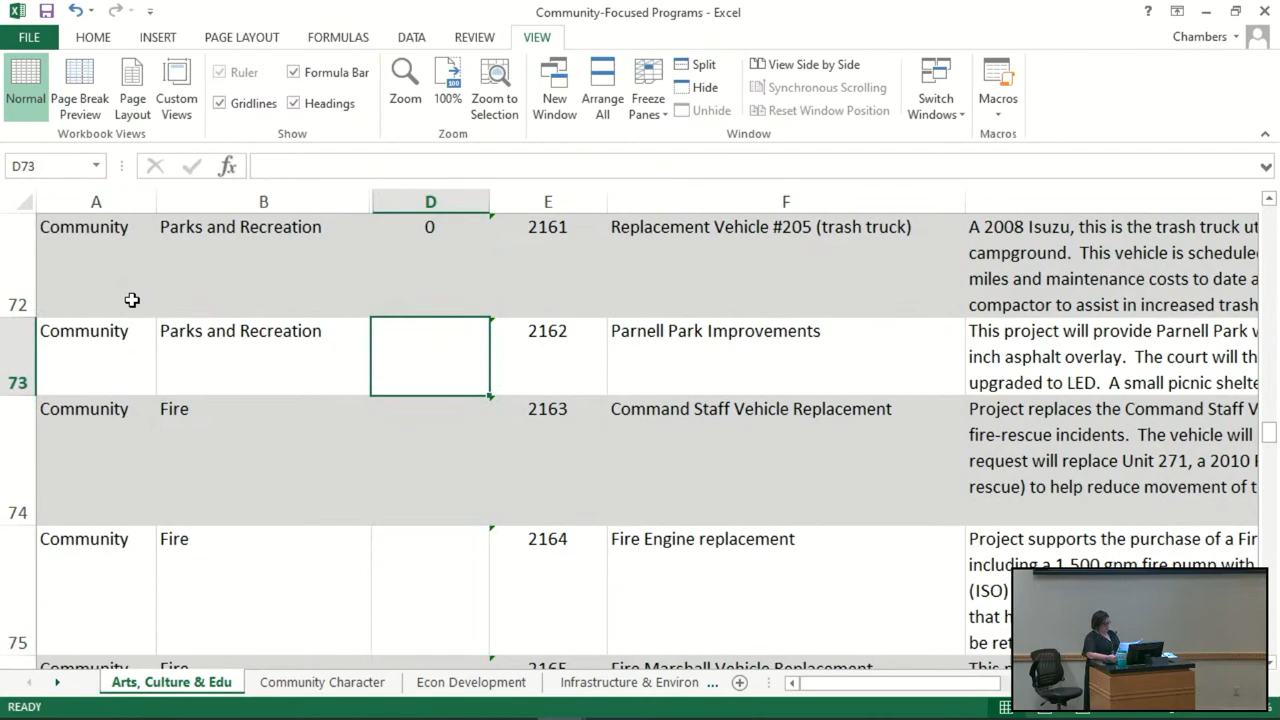 Community-Focused Programs - Excel
FILE
HOME
INSERT
PAGE LAYOUT
FORMULAS
DATA
REVIEW
VIEW
Chambers
Normal
Page Break
Preview
Page
Layout
Custom
Views
Workbook Views
Ruler
Formula Bar
Gridlines
Headings
Show
Zoom
100%
Zoom to
Selection
Zoom
New
Window
Arrange
All
Freeze
Panes
Split
Hide
Unhide
View Side by Side
Synchronous Scrolling
Reset Window Position
Window
Switch
Windows
Macros
Macros
D73
fx
A B D E F
72 Community Parks and Recreation 0 2161 Replacement Vehicle #205 (trash truck) A 2008 Isuzu, this is the trash truck ut
campground. This vehicle is schedule
miles and maintenance costs to date a
compactor to assist in increased trash
73 Community Parks and Recreation 2162 Parnell Park Improvements This project will provide Parnell Park w
inch asphalt overlay. The court will th
upgraded to LED. A small picnic shelte
74 Community Fire 2163 Command Staff Vehicle Replacement Project replaces the Command Staff V
fire-rescue incidents. The vehicle will
request will replace Unit 271, a 2010
rescue) to help reduce movement of t
75 Community Fire 2164 Fire Engine replacement Project supports the purchase of a Fir
including a 1,500 gpm fire pump with
(ISO)
that h
be ret
Community Fire 2165 Fire Marshall Vehicle Replacement This
Arts, Culture & Edu
Community Character
Econ Development
Infrastructure & Environ ...
READY